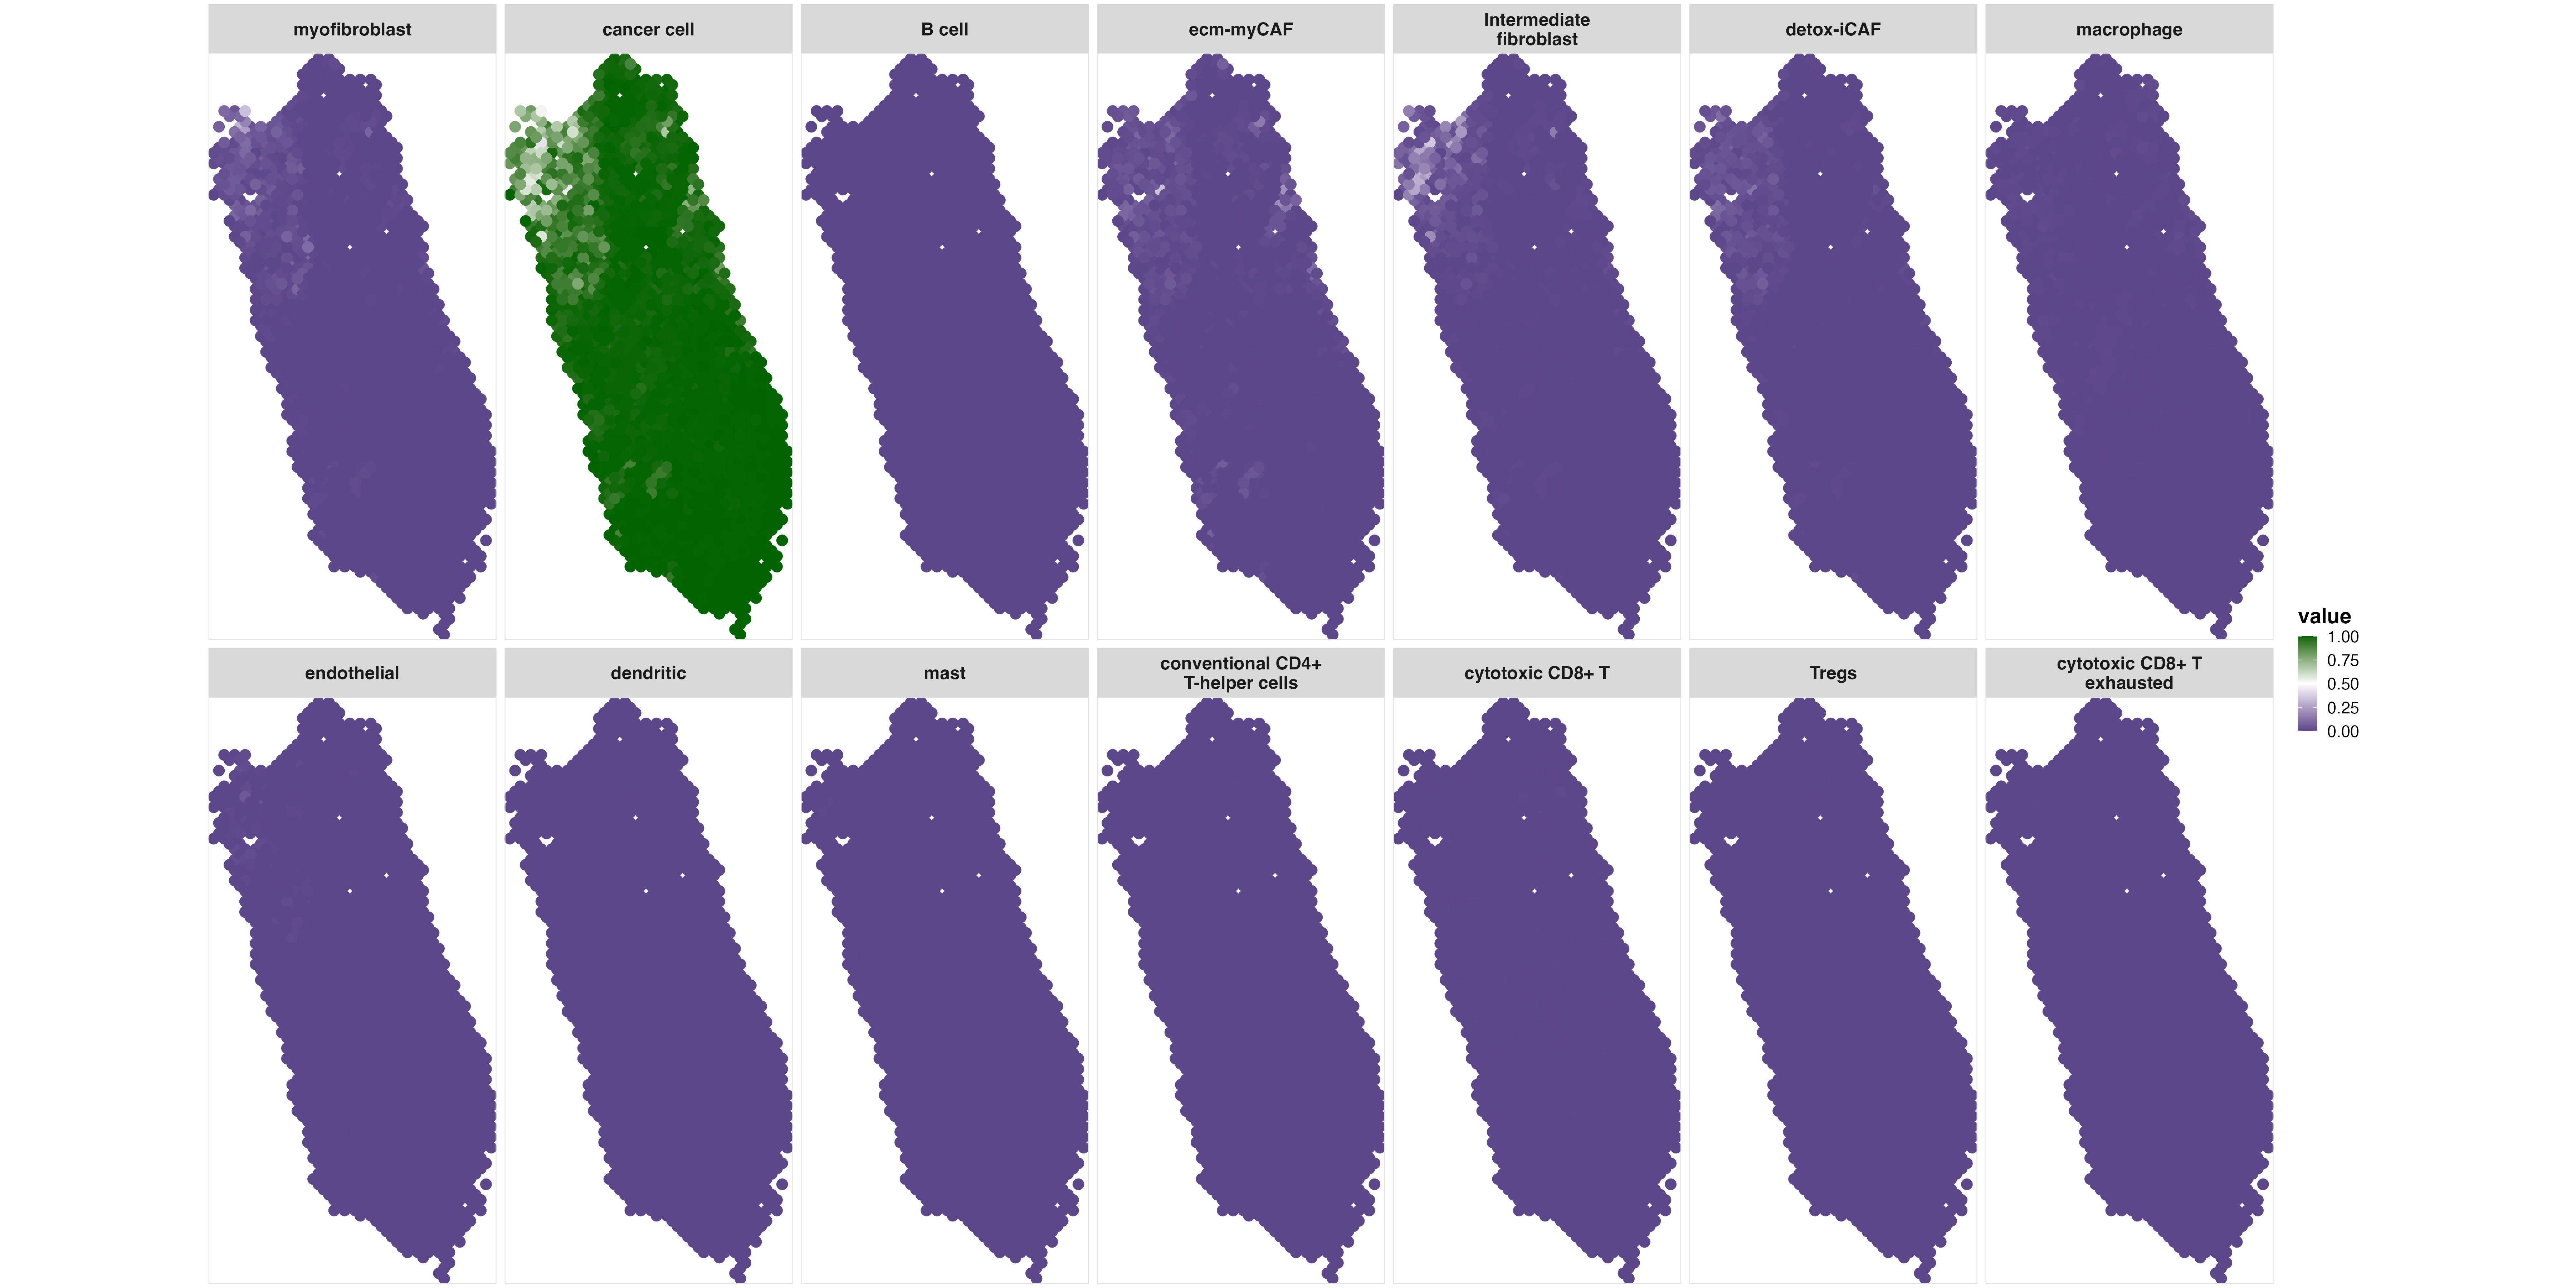 myofibroblast
cancer cell
B cell
ecm-myCAF
Intermediate
fibroblast
detox-iCAF
macrophage
endothelial
dendritic
mast
conventional CD4+
T-helper cells
cytotoxic CD8+ T
Tregs
cytotoxic CD8+ T
exhausted
value
1.00
0.75
0.50
0.25
0.00